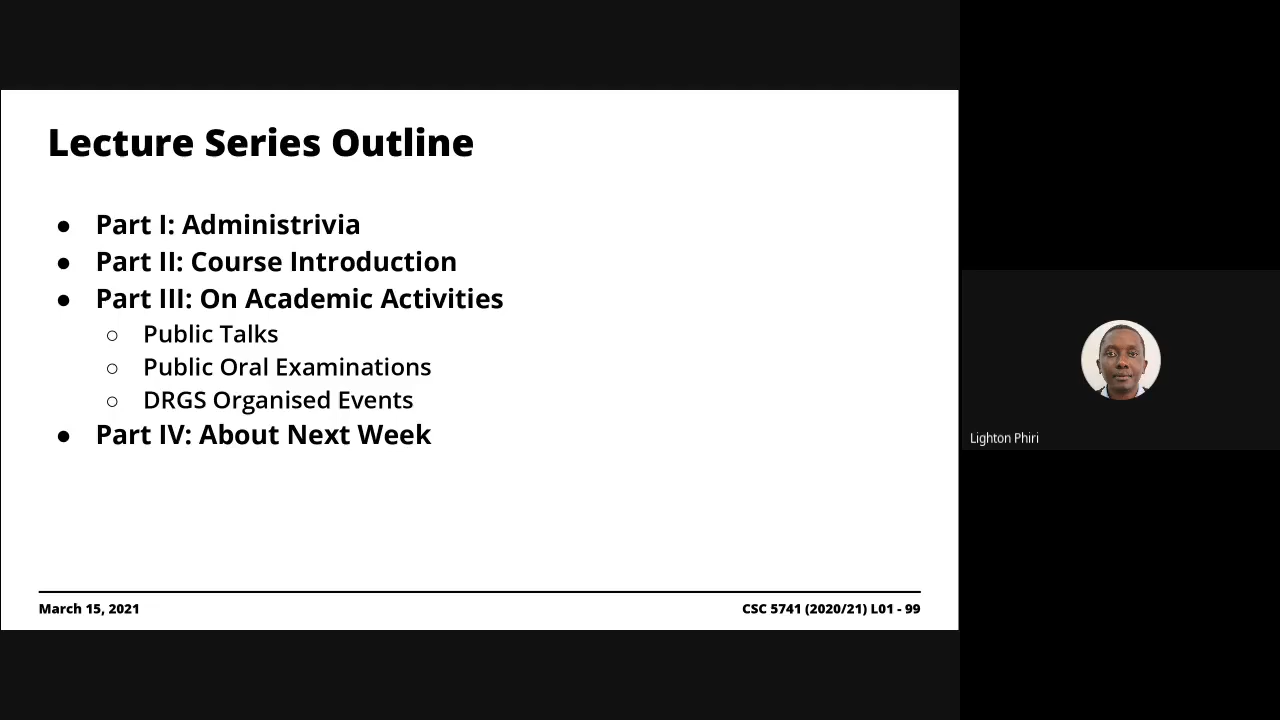 Lecture Series Outline
● Part I: Administrivia
● Part II: Course Introduction
● Part III: On Academic Activities
○ Public Talks
○ Public Oral Examinations
○ DRGS Organised Events
● Part IV: About Next Week
March 15, 2021
CSC 5741 (2020/21) L01 - 99
Lighton Phiri